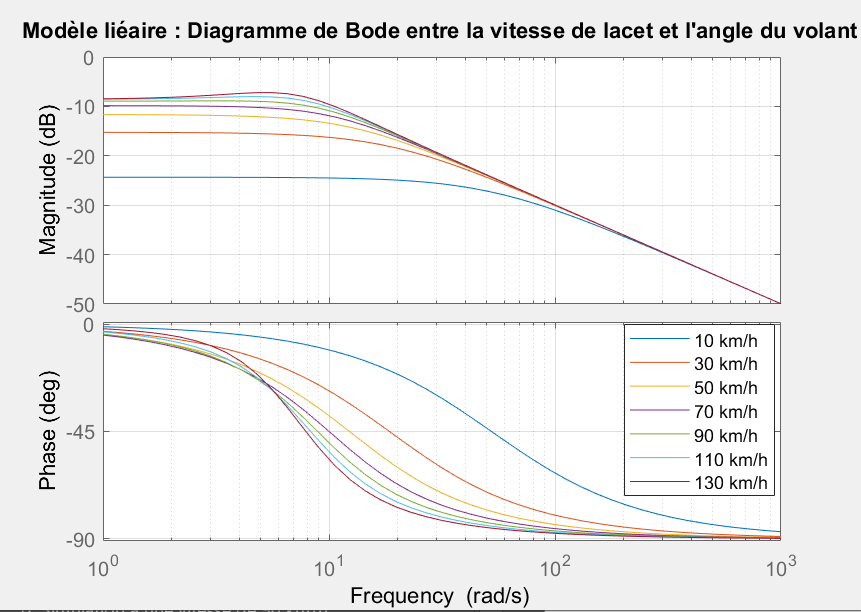 Modèle liéaire : Diagramme de Bode entre la vitesse de lacet et l'angle du volant
0
-10
-20
-30
-40
-50
Magnitude (dB)
0
-45
-90
Phase (deg)
10 km/h
30 km/h
50 km/h
70 km/h
90 km/h
110 km/h
130 km/h
10^0
10^1
10^2
10^3
Frequency (rad/s)